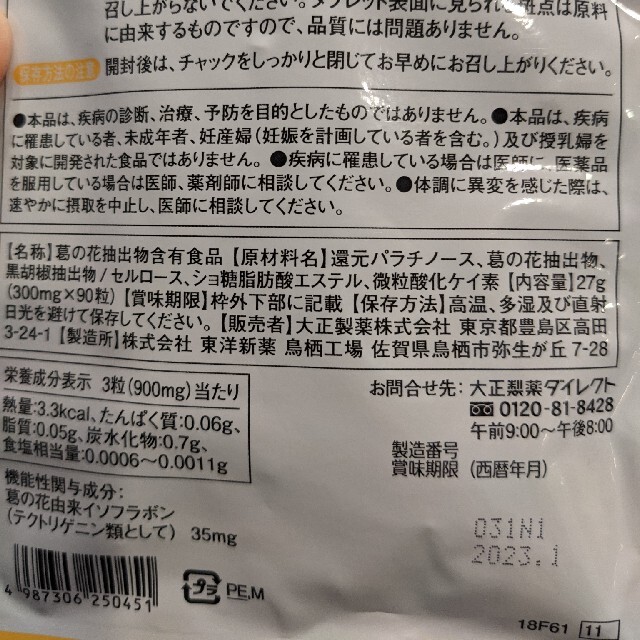 召し上がらないでください。タブレット表面に見られる斑点は原料
に由来するものですので、品質には問題ありません。
保存方法の注意 開封後は、チャックをしっかりと閉じてお早めにお召し上がりください。
●本品は、疾病の診断、治療、予防を目的としたものではありません。●本品は、疾病
に罹患している者、未成年者、妊産婦(妊娠を計画している者を含む。)及び授乳婦を
対象に開発された食品ではありません。●疾病に罹患している場合は医師に、医薬品
を服用している場合は医師、薬剤師に相談してください。●体調に異変を感じた際は、
速やかに摂取を中止し、医師に相談してください。
【名称】葛の花抽出物含有食品【原材料名】還元パラチノース、葛の花抽出物、
黒胡椒抽出物/セルロース、ショ糖脂肪酸エステル、微粒酸化ケイ素【内容量】27g
(300mg×90粒)【賞味期限】枠外下部に記載【保存方法】高温、多湿及び直射
日光を避けて保存してください。【販売者】大正製薬株式会社 東京都豊島区高田
3-24-1【製造所】株式会社 東洋新薬 鳥栖工場 佐賀県鳥栖市弥生が丘7-28
栄養成分表示 3粒(900mg)当たり
熱量:3.3kcal、たんぱく質:0.06g、
脂質:0.05g、炭水化物:0.7g、
食塩相当量:0.0006〜0.0011g
機能性関与成分:
葛の花由来イソフラボン
(テクトリゲニン類として) 35mg
お問合せ先:大正製薬ダイレクト
0120-81-8428
午前9:00〜午後8:00
製造番号
賞味期限 (西暦年月)
031N1
2023.1
4 987306 250451
プラ PE,M
18F61 11